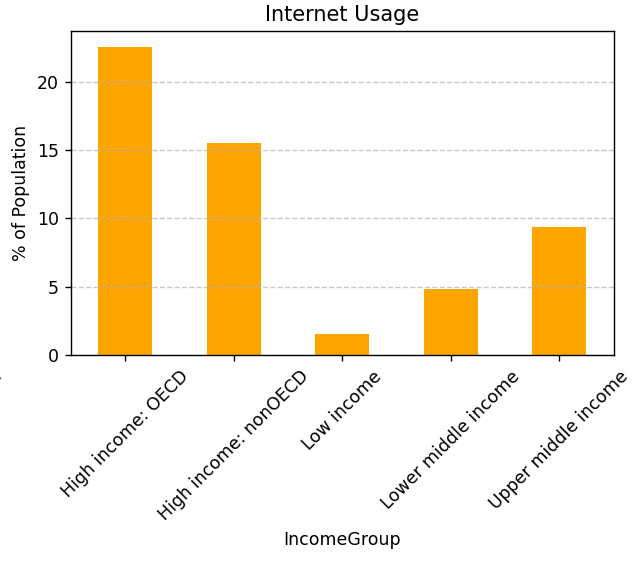 Internet Usage
% of Population
20
15
10
5
0
High income: OECD
High income: nonOECD
Low income
Lower middle income
Upper middle income
IncomeGroup